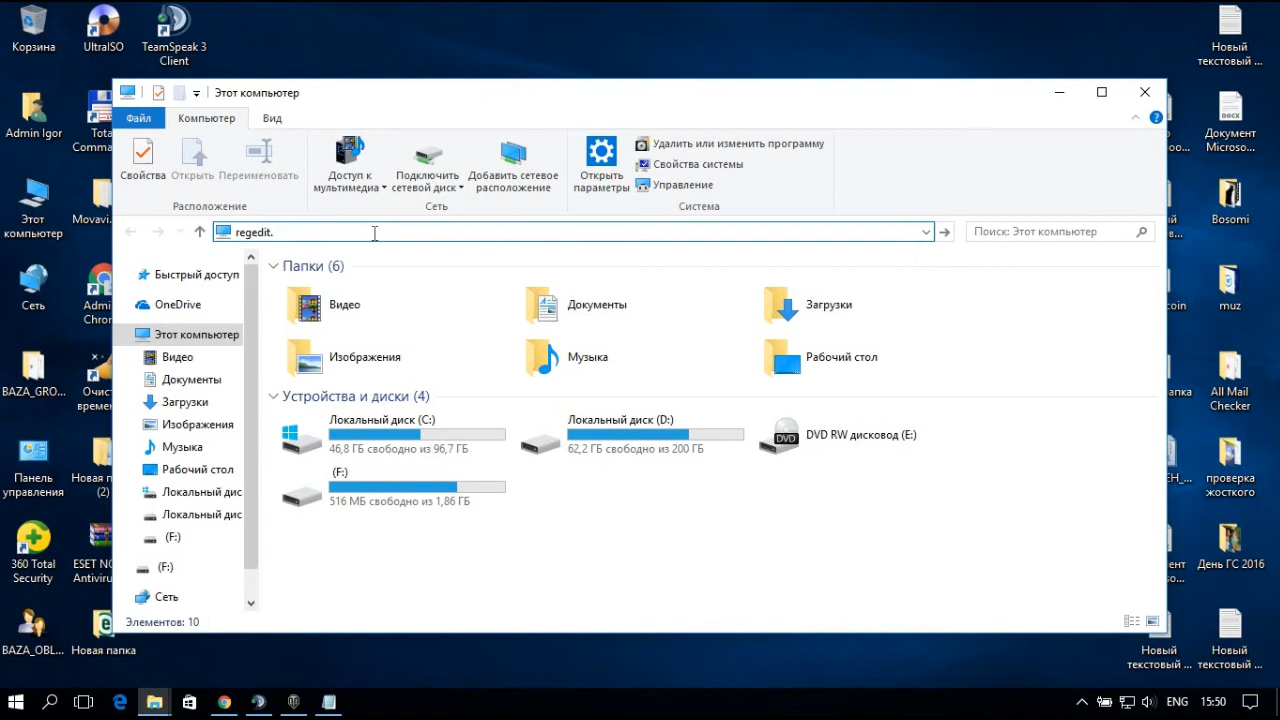 Корзина
UltraISO
TeamSpeak 3
Client
Новый
текстовый ...
Этот компьютер
Файл
Компьютер
Вид
Свойства
Открыть
Переименовать
Расположение
Доступ к
мультимедиа
Подключить
сетевой диск
Добавить сетевое
расположение
Сеть
Открыть
параметры
Удалить или изменить программу
Свойства системы
Управление
Система
regedit.
Поиск: Этот компьютер
Admin Igor
Tota
Comma...
Документ
Microso...
Этот
компьютер
Movavi...
Bosomi
Сеть
Admi
Chro
muz
BAZA_GRO...
Очис
време
All Mail
Checker
Панель
управления
Новая п
(2)
проверка
жосткого
360 Total
Security
ESET NO
Antiviru
День ГС 2016
BAZA_OBL...
Новая папка
Новый
текстовый ...
Новый
текстовый ...
Быстрый доступ
OneDrive
Этот компьютер
Видео
Документы
Загрузки
Изображения
Музыка
Рабочий стол
Локальный дис
Локальный дис
(F:)
(F:)
Сеть
Папки (6)
Видео
Документы
Загрузки
Изображения
Музыка
Рабочий стол
Устройства и диски (4)
Локальный диск (C:)
46,8 ГБ свободно из 96,7 ГБ
Локальный диск (D:)
62,2 ГБ свободно из 200 ГБ
DVD
DVD RW дисковод (E:)
(F:)
516 МБ свободно из 1,86 ГБ
Элементов: 10
ENG
15:50